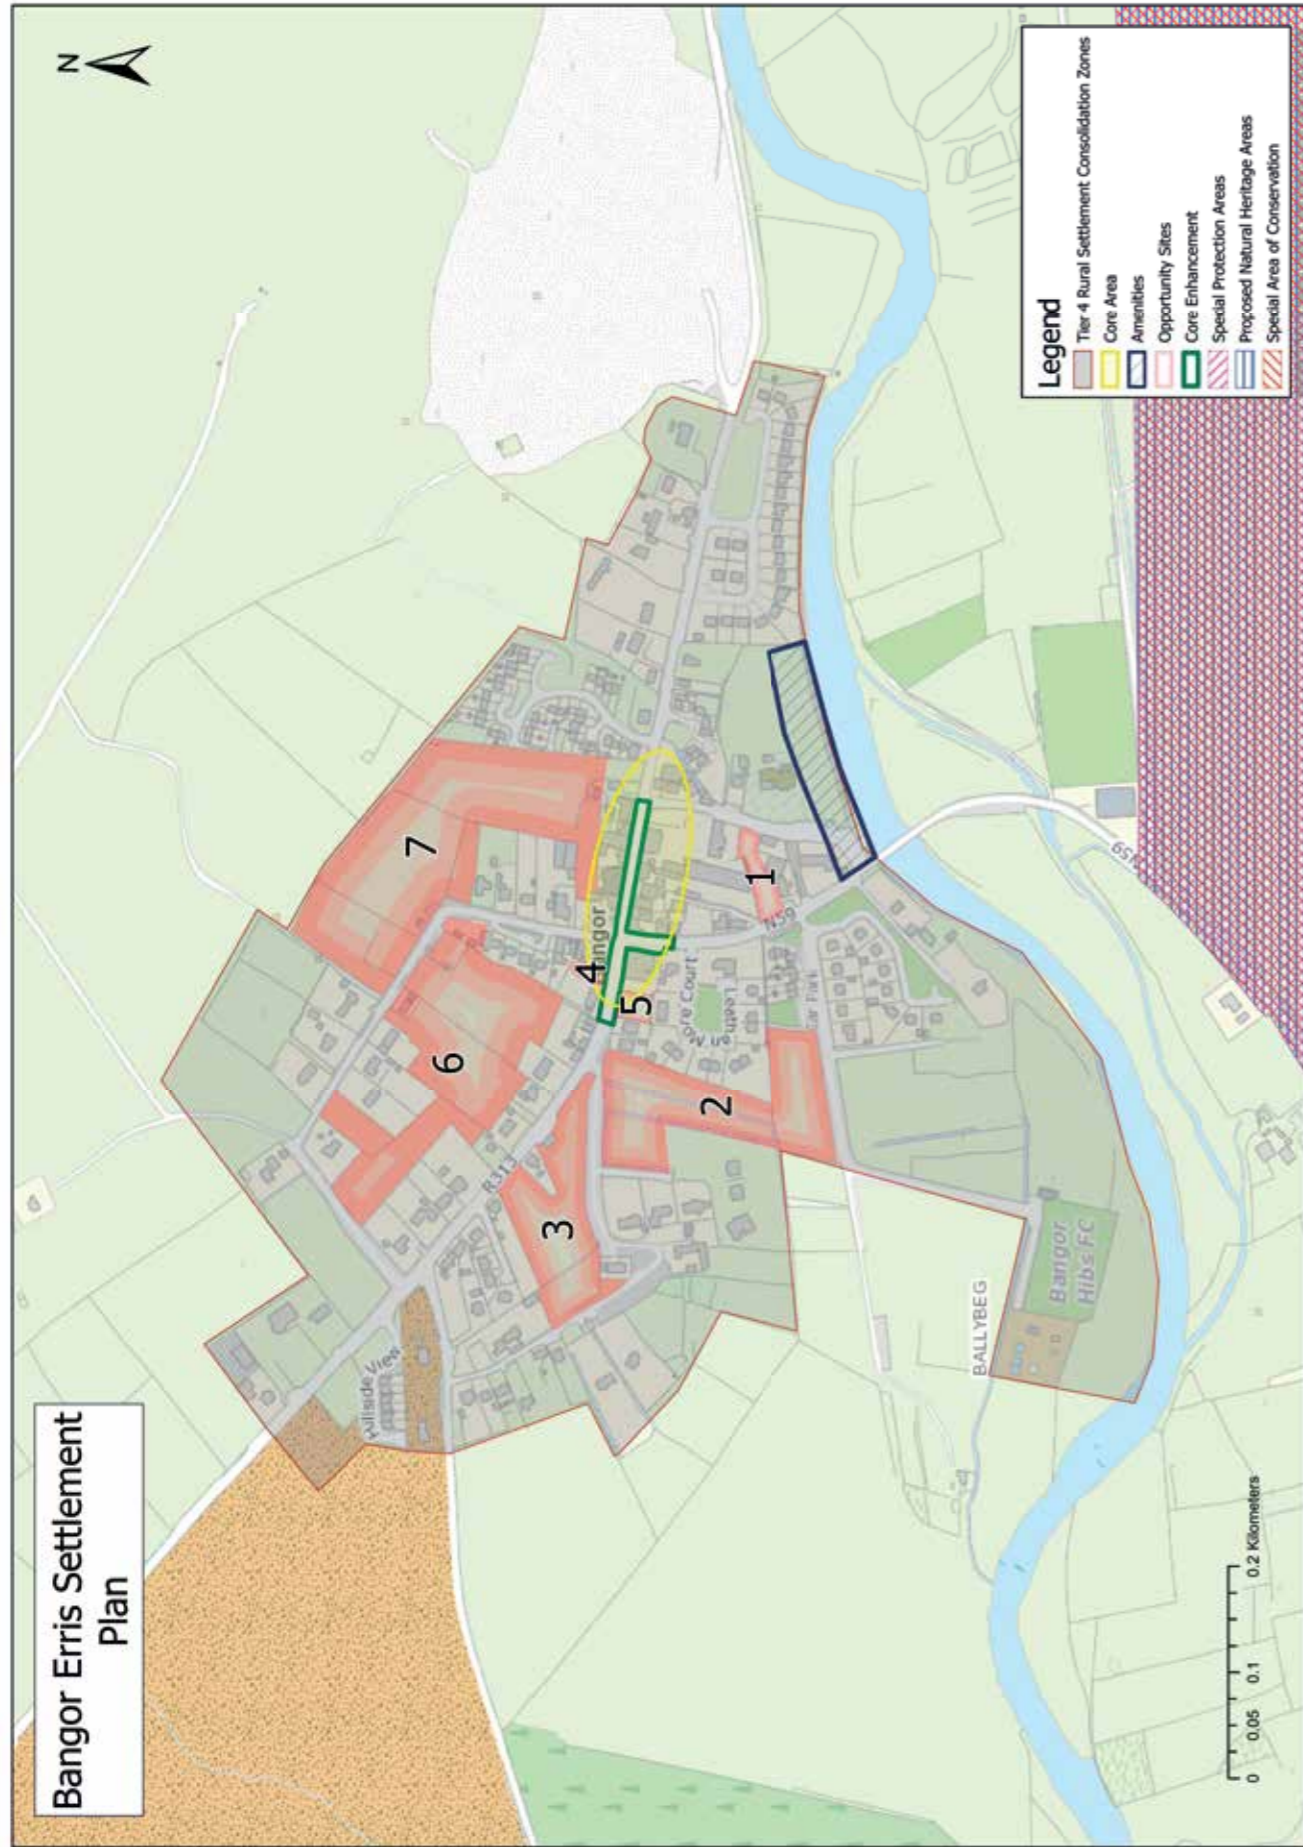 Bangor Erris Settlement
Plan
N
7
6
4
5
3
2
1
R313
N59
N59
Hillside View
Tar Park
BALLYBEG
Bangor
Hibs FC
0
0.05
0.1
0.2 Kilometers
Legend
Tier 4 Rural Settlement Consolidation Zones
Core Area
Amenities
Opportunity Sites
Core Enhancement
Special Protection Areas
Proposed Natural Heritage Areas
Special Area of Conservation